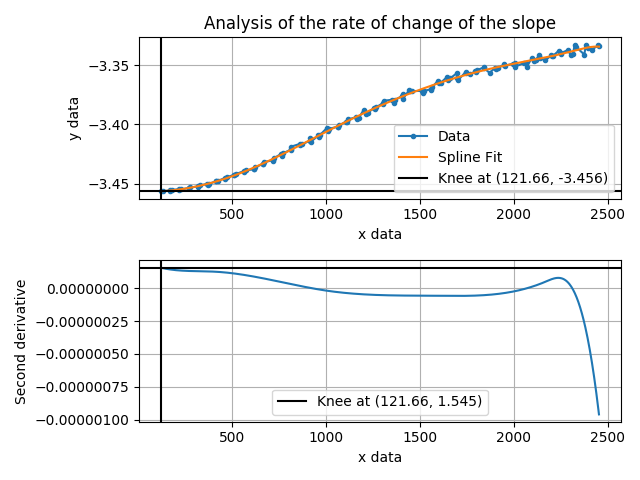 Analysis of the rate of change of the slope
−3.35
−3.40
−3.45
y data
Data
Spline Fit
Knee at (121.66, -3.456)
500
1000
1500
2000
2500
x data
0.00000000
−0.00000025
−0.00000050
−0.00000075
−0.00000100
Second derivative
Knee at (121.66, 1.545)
500
1000
1500
2000
2500
x data